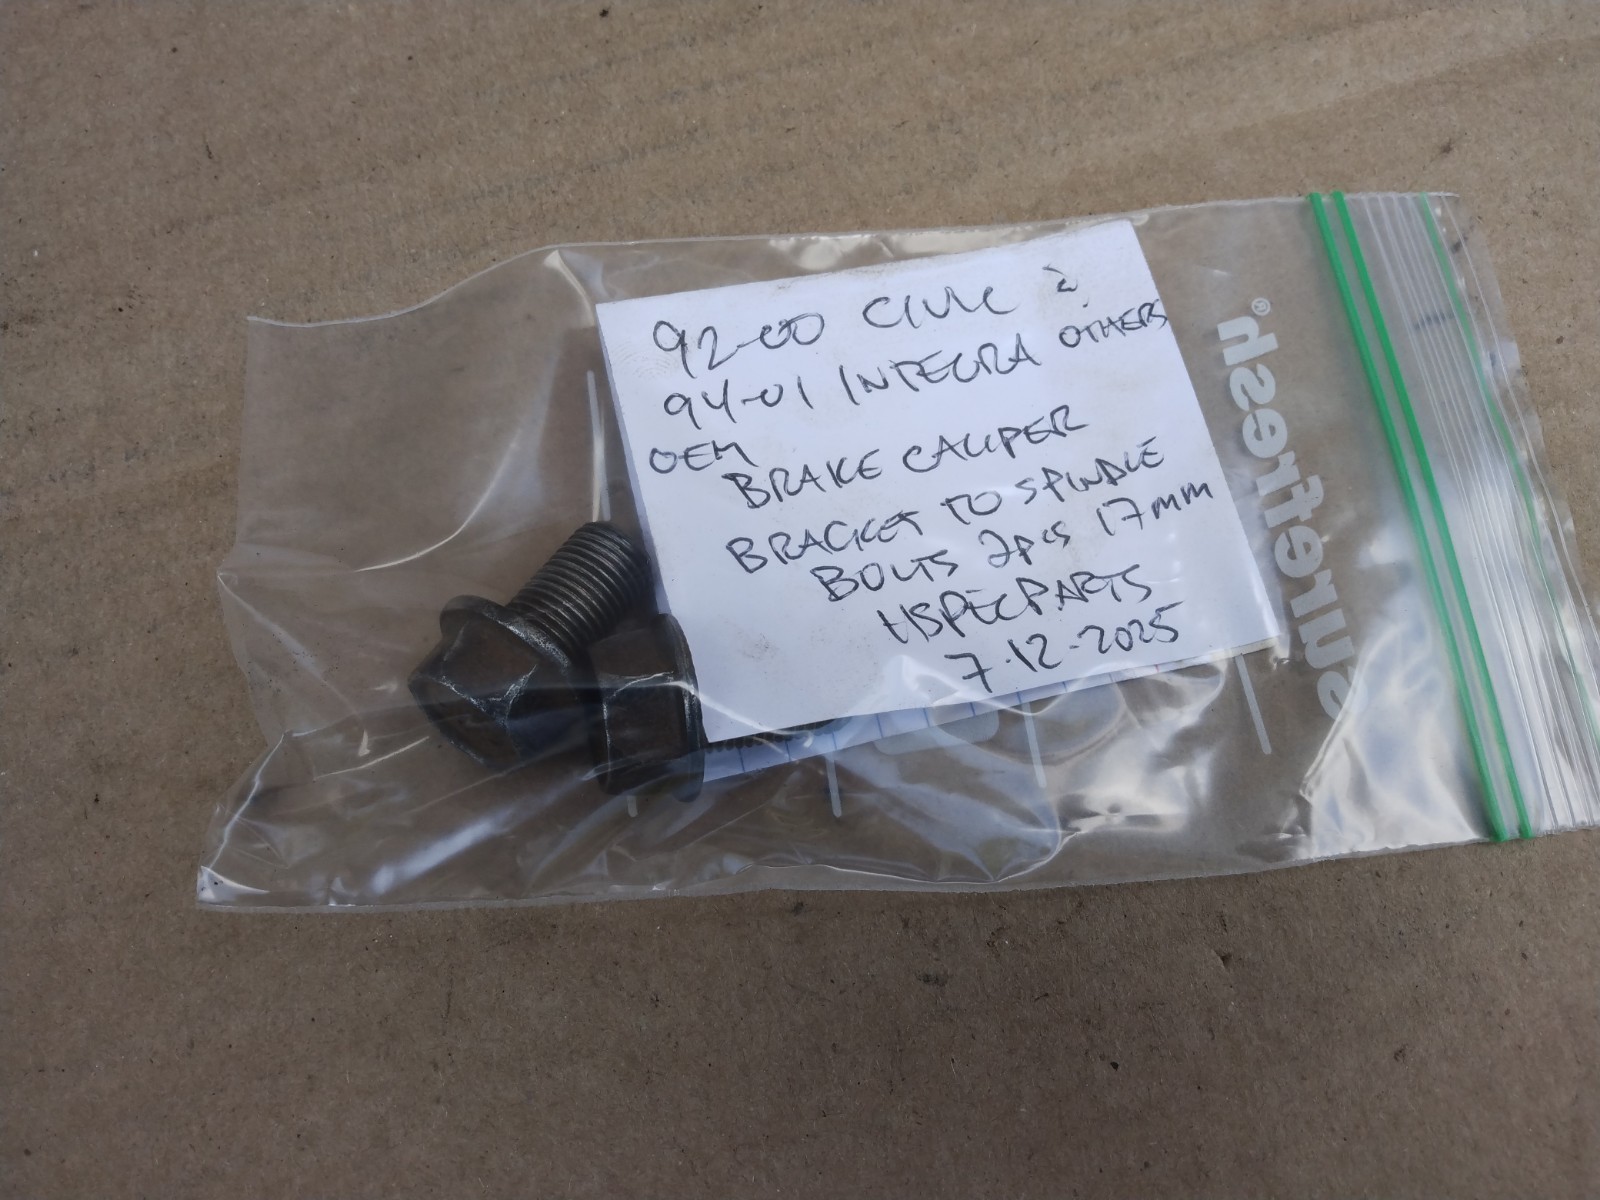 92-00 CIVIC &
94-01 INTEGRA OTHERS
OEM
BRAKE CALIPER
BRACKET TO SPINDLE
BOLTS 2pcs 17mm
HSPECPARTS
7-12-2025
surefresh®